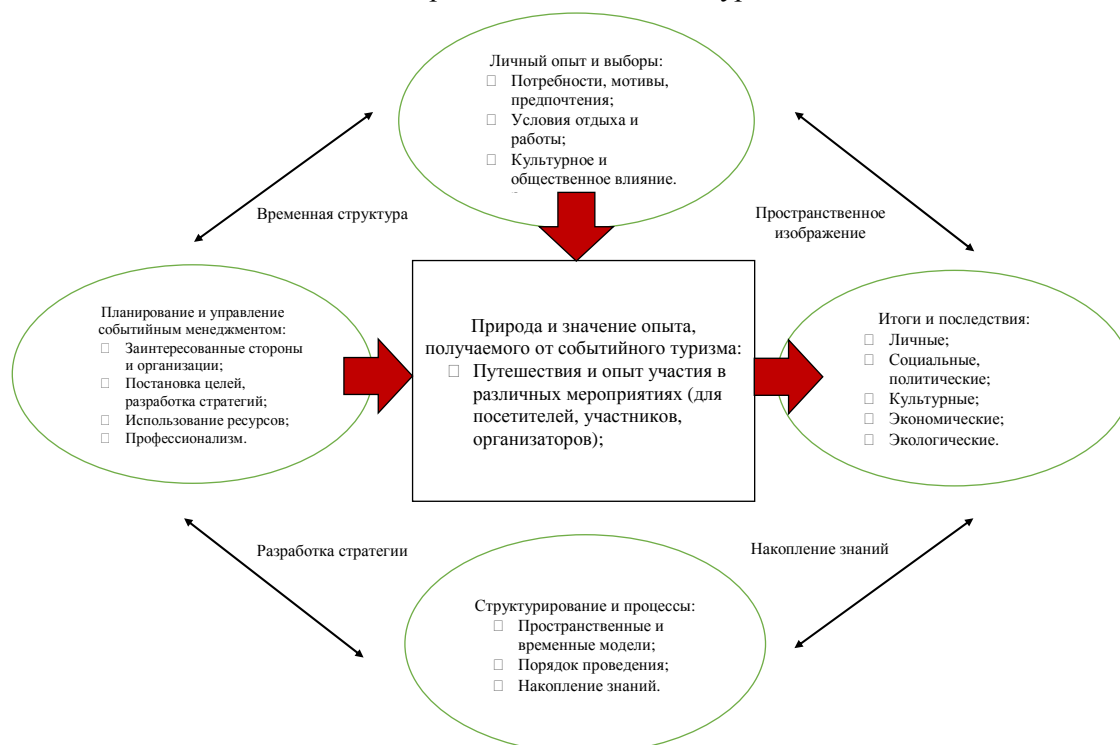 Личный опыт и выборы:
Потребности, мотивы,
предпочтения;
Условия отдыха и
работы;
Культурное и
общественное влияние.
Временная структура
Пространственное
изображение
Планирование и управление
событийным менеджментом:
Заинтересованные стороны
и организации;
Постановка целей,
разработка стратегий;
Использование ресурсов;
Профессионализм.
Природа и значение опыта,
получаемого от событийного туризма:
Путешествия и опыт участия в
различных мероприятиях (для
посетителей, участников,
организаторов);
Итоги и последствия:
Личные;
Социальные,
политические;
Культурные;
Экономические;
Экологические.
Разработка стратегии
Накопление знаний
Структурирование и процессы:
Пространственные и
временные модели;
Порядок проведения;
Накопление знаний.